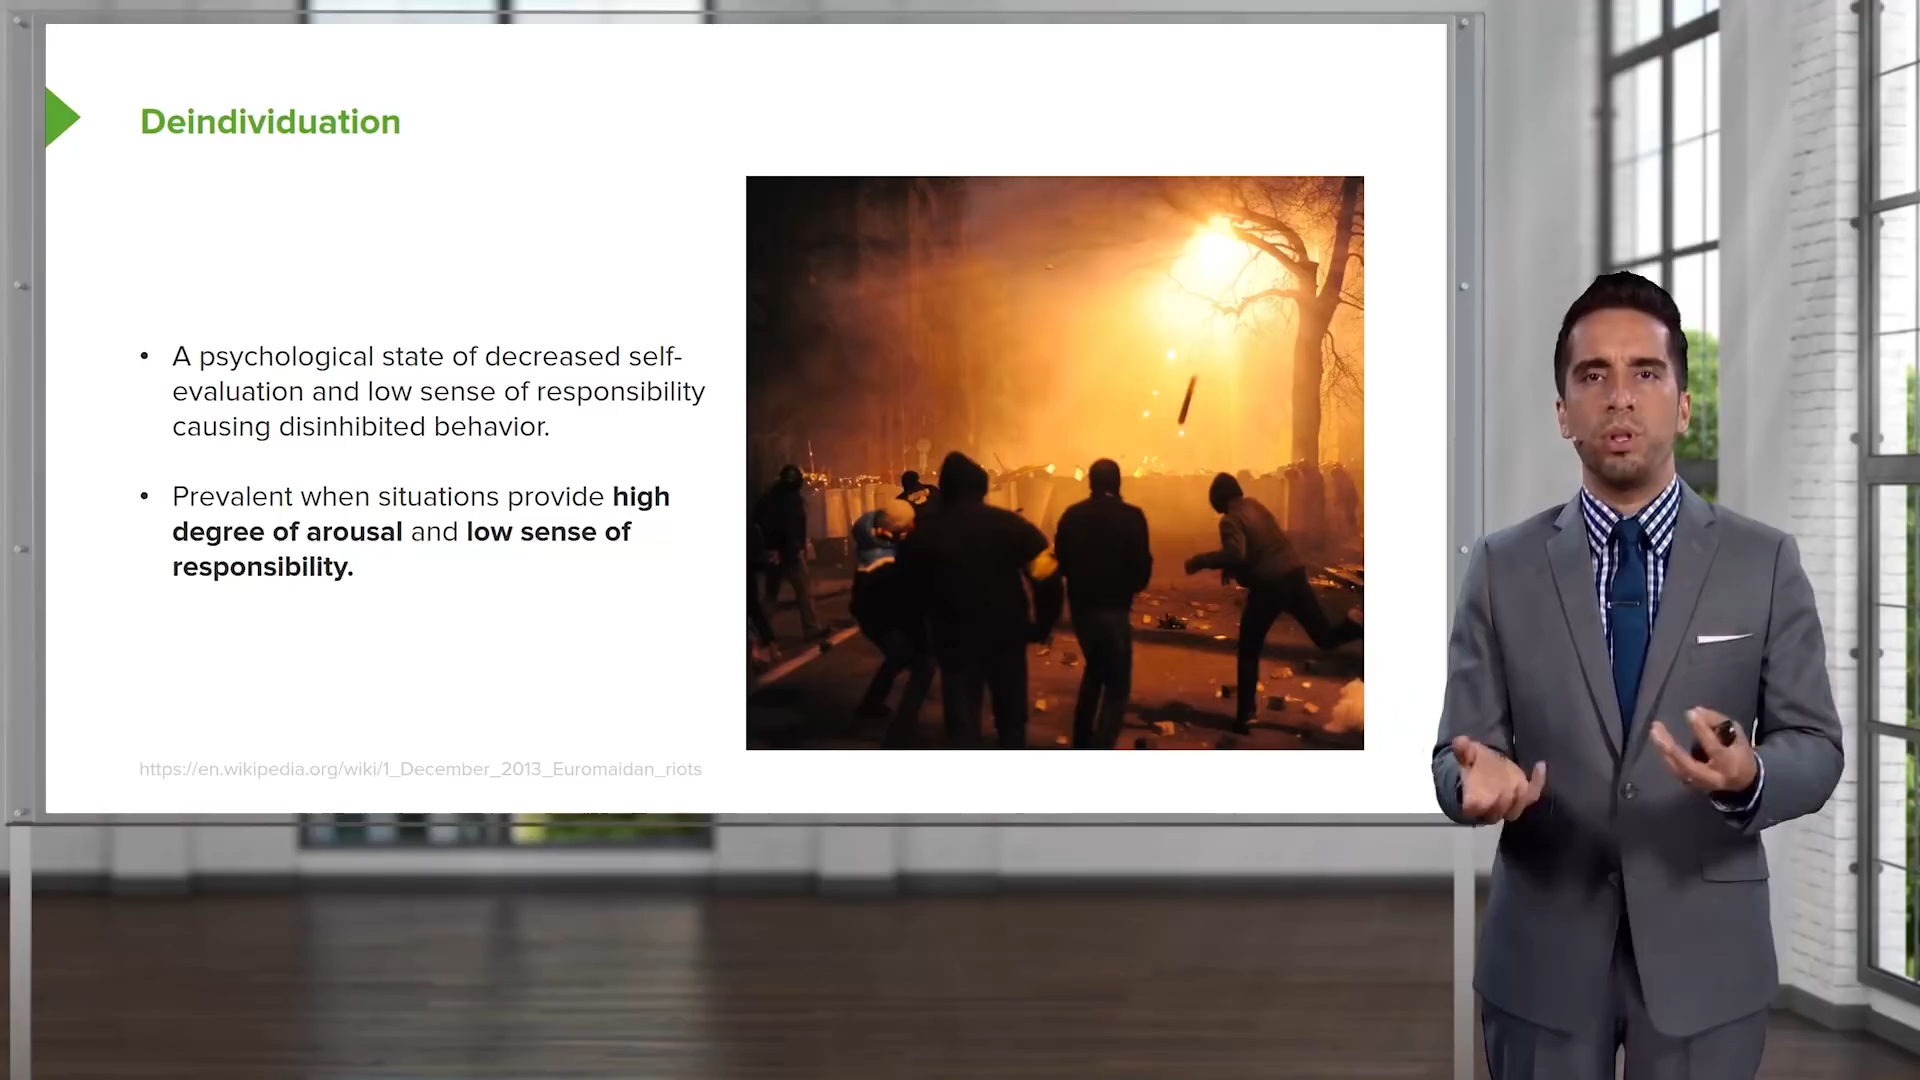 Deindividuation
• A psychological state of decreased self-
evaluation and low sense of responsibility
causing disinhibited behavior.
• Prevalent when situations provide high
degree of arousal and low sense of
responsibility.
https://en.wikipedia.org/wiki/1_December_2013_Euromaidan_riots